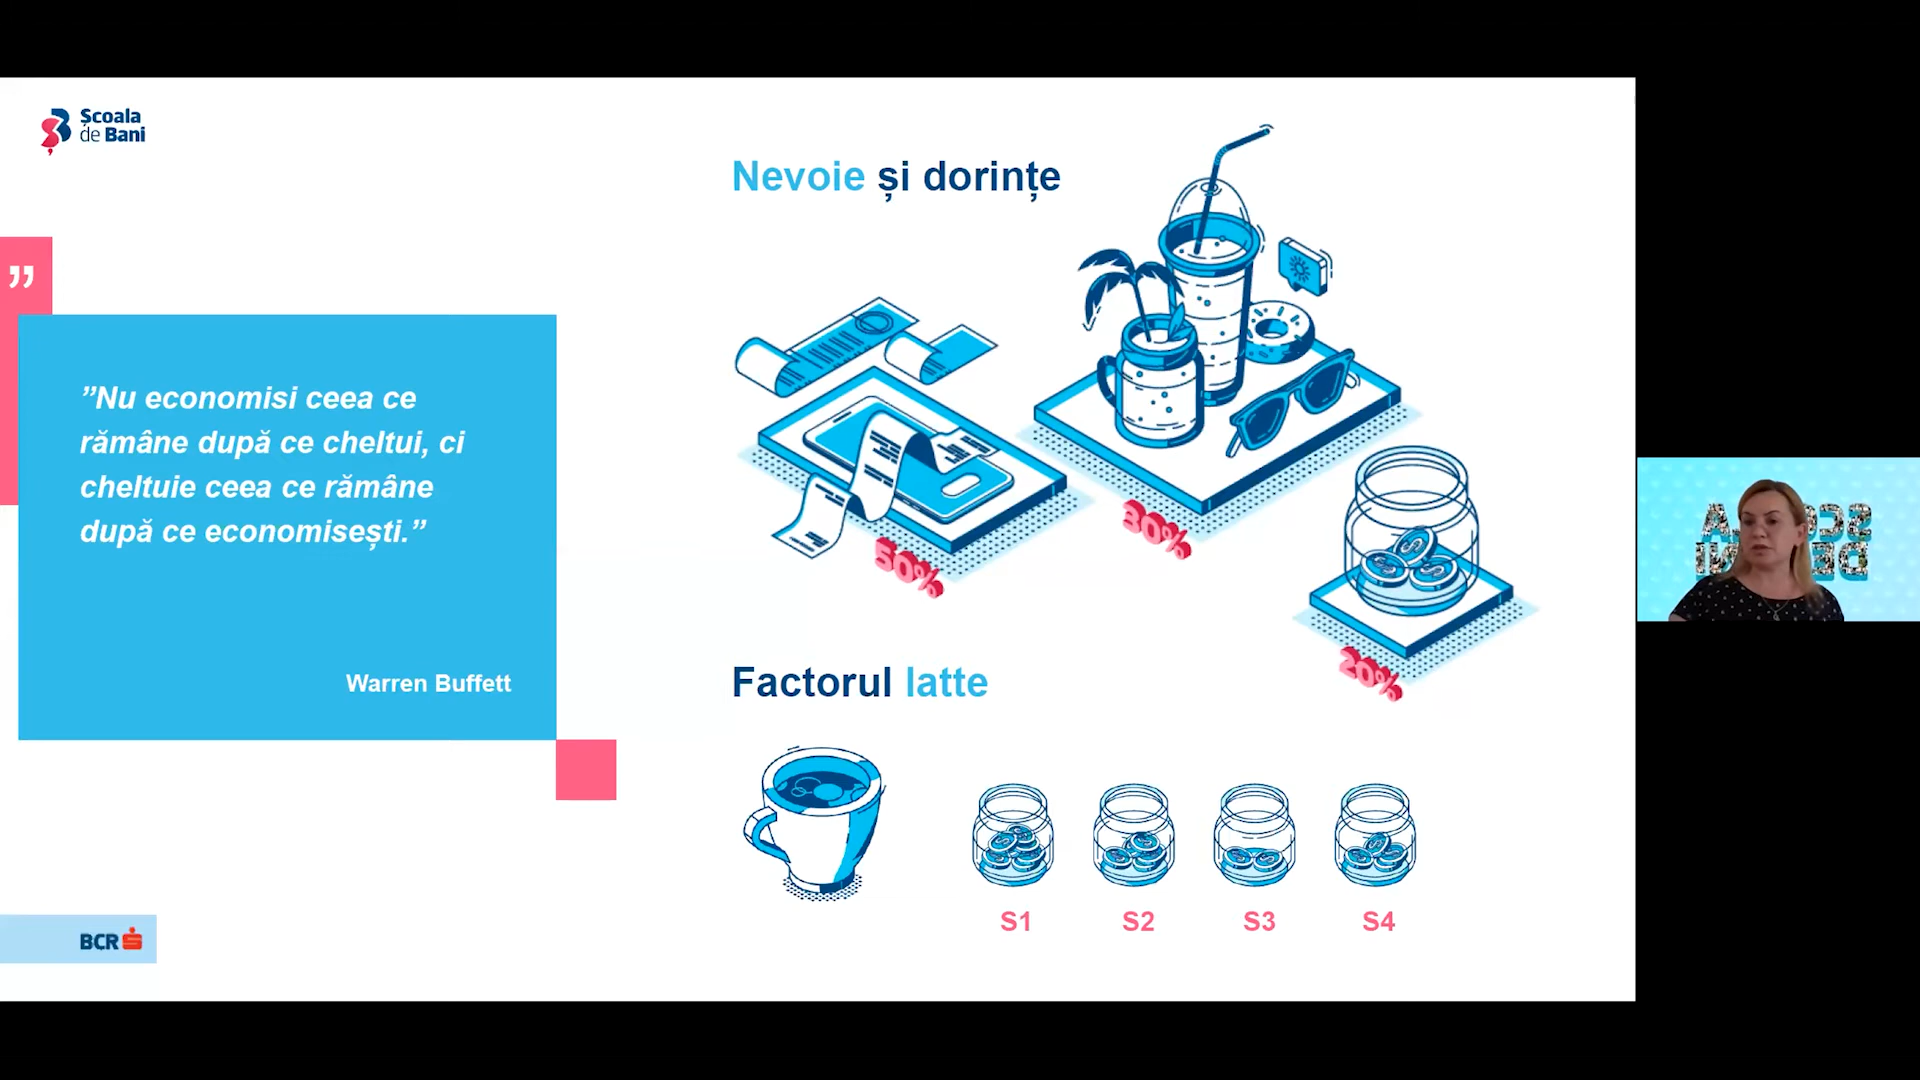 Școala
de Bani
Nevoie și dorințe
”
”Nu economisi ceea ce
rămâne după ce cheltui, ci
cheltuie ceea ce rămâne
după ce economisești.”
Warren Buffett
50%
30%
20%
Factorul latte
S1
S2
S3
S4
BCR